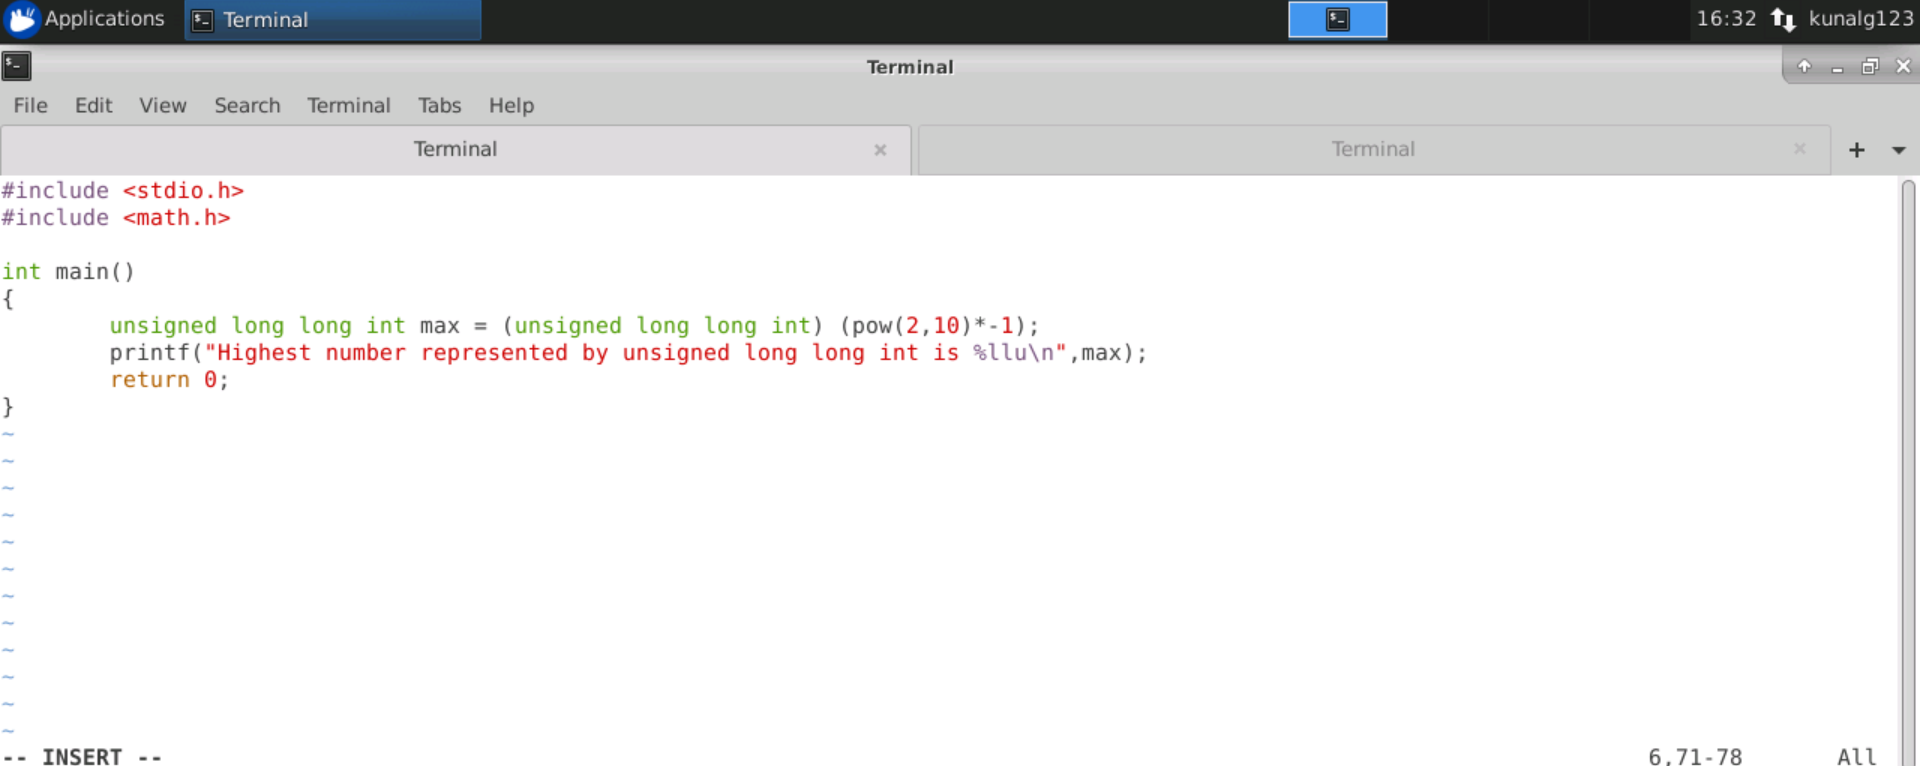 Applications Terminal 16:32 kunalg123
Terminal
File Edit View Search Terminal Tabs Help
Terminal × Terminal × +
#include <stdio.h>
#include <math.h>
int main()
{
unsigned long long int max = (unsigned long long int) (pow(2,10)*-1);
printf("Highest number represented by unsigned long long int is %llu\n",max);
return 0;
}
~
~
~
~
~
~
~
~
~
~
~
~
-- INSERT -- 6,71-78 All